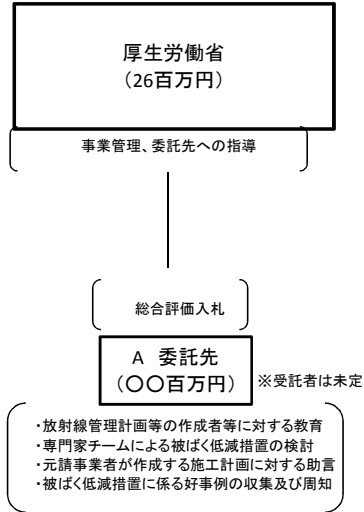 厚生労働省
（26百万円）
事業管理、委託先への指導
総合評価入札
A 委託先
（〇〇百万円）
※受託者は未定
・放射線管理計画等の作成者等に対する教育
・専門家チームによる被ばく低減措置の検討
・元請事業者が作成する施工計画に対する助言
・被ばく低減措置に係る好事例の収集及び周知